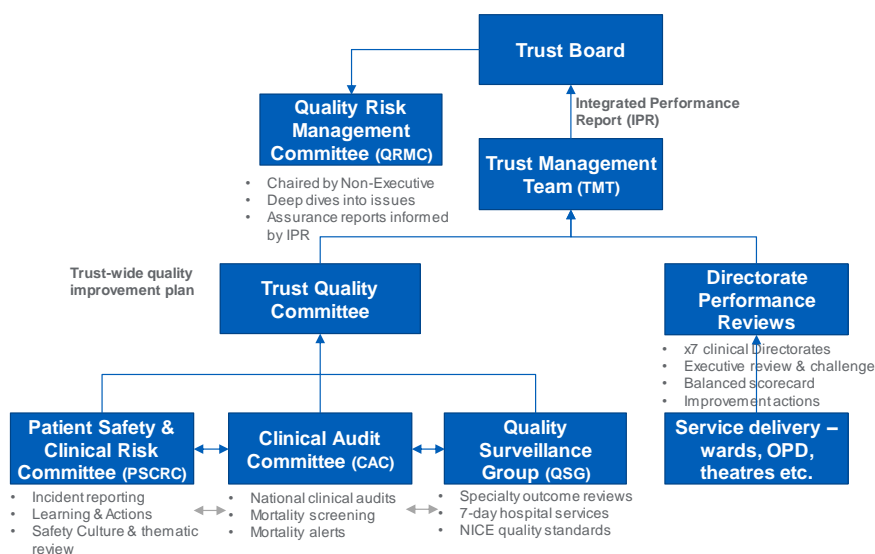 Trust Board
Integrated Performance
Report (IPR)
Quality Risk
Management
Committee (QRMC)
Trust Management
Team (TMT)
• Chaired by Non-Executive
• Deep dives into issues
• Assurance reports informed
by IPR
Trust-wide quality
improvement plan
Trust Quality
Committee
Directorate
Performance
Reviews
• x7 clinical Directorates
• Executive review & challenge
• Balanced scorecard
• Improvement actions
Patient Safety &
Clinical Risk
Committee (PSCRC)
Clinical Audit
Committee (CAC)
Quality
Surveillance
Group (QSG)
Service delivery –
wards, OPD,
theatres etc.
• Incident reporting
• Learning & Actions
• Safety Culture & thematic
review
• National clinical audits
• Mortality screening
• Mortality alerts
• Specialty outcome reviews
• 7-day hospital services
• NICE quality standards